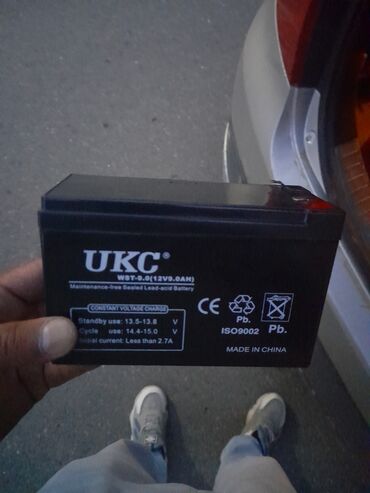 UKC®
WST-9.0(12V9.0AH)
Maintenance-free Sealed Lead-acid Battery
CONSTANT VOLTAGE CHARGE
Standby use: 13.5-13.8 V
Cycle use: 14.4-15.0 V
Initial current: Less than 2.7A
CE Pb. Pb.
ISO9002
MADE IN CHINA